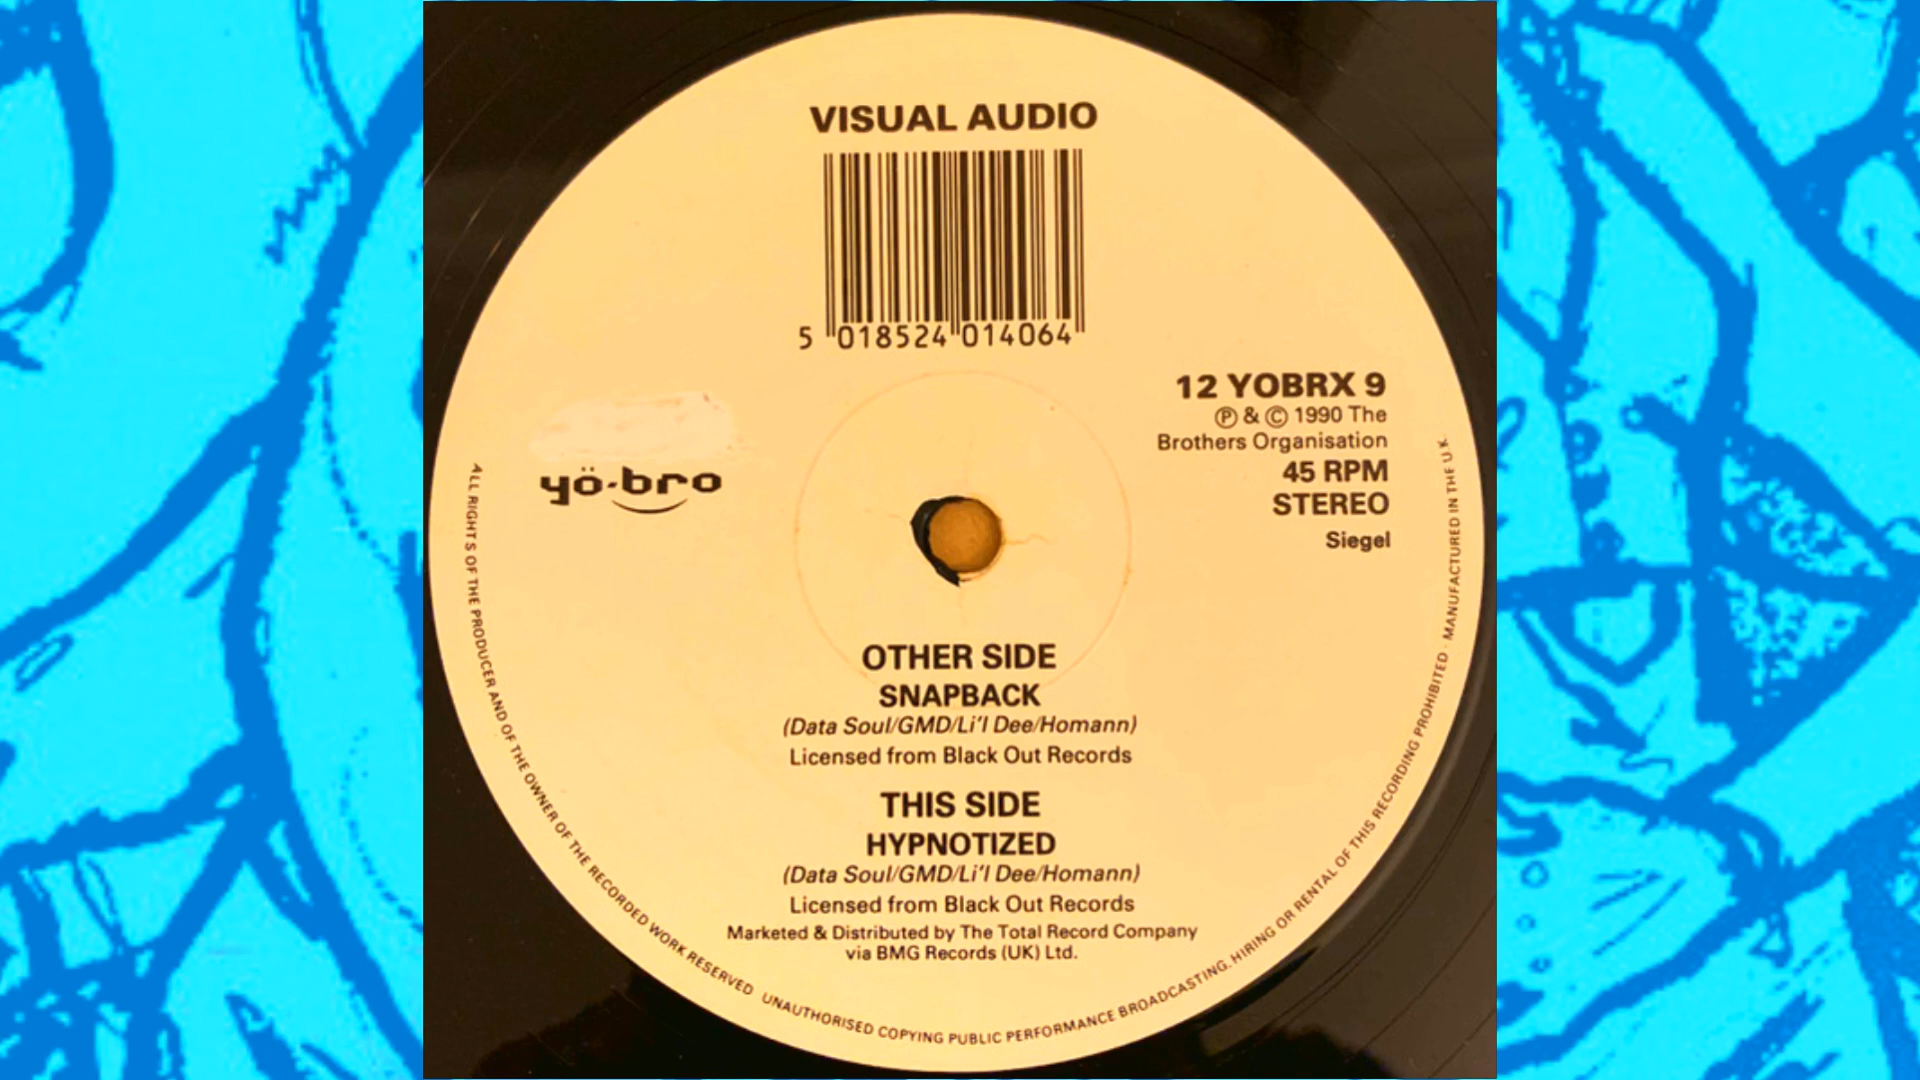 VISUAL AUDIO
5 018524 014064
12 YOBRX 9
℗ & © 1990 The
Brothers Organisation
45 RPM
STEREO
Siegel
yö·bro
OTHER SIDE
SNAPBACK
(Data Soul/GMD/Li'l Dee/Homann)
Licensed from Black Out Records
THIS SIDE
HYPNOTIZED
(Data Soul/GMD/Li'l Dee/Homann)
Licensed from Black Out Records
Marketed & Distributed by The Total Record Company
via BMG Records (UK) Ltd.
ALL RIGHTS OF THE PRODUCER AND OF THE OWNER OF THE RECORDED WORK RESERVED UNAUTHORISED COPYING PUBLIC PERFORMANCE BROADCASTING, HIRING OR RENTAL OF THIS RECORDING PROHIBITED · MANUFACTURED IN THE U.K.